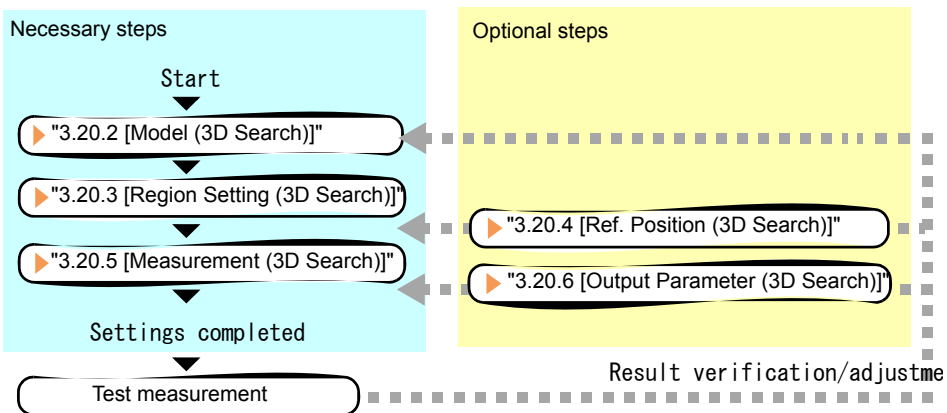 Necessary steps
Start
"3.20.2 [Model (3D Search)]"
"3.20.3 [Region Setting (3D Search)]"
"3.20.5 [Measurement (3D Search)]"
Settings completed
Test measurement
Optional steps
"3.20.4 [Ref. Position (3D Search)]"
"3.20.6 [Output Parameter (3D Search)]"
Result verification/adjustme